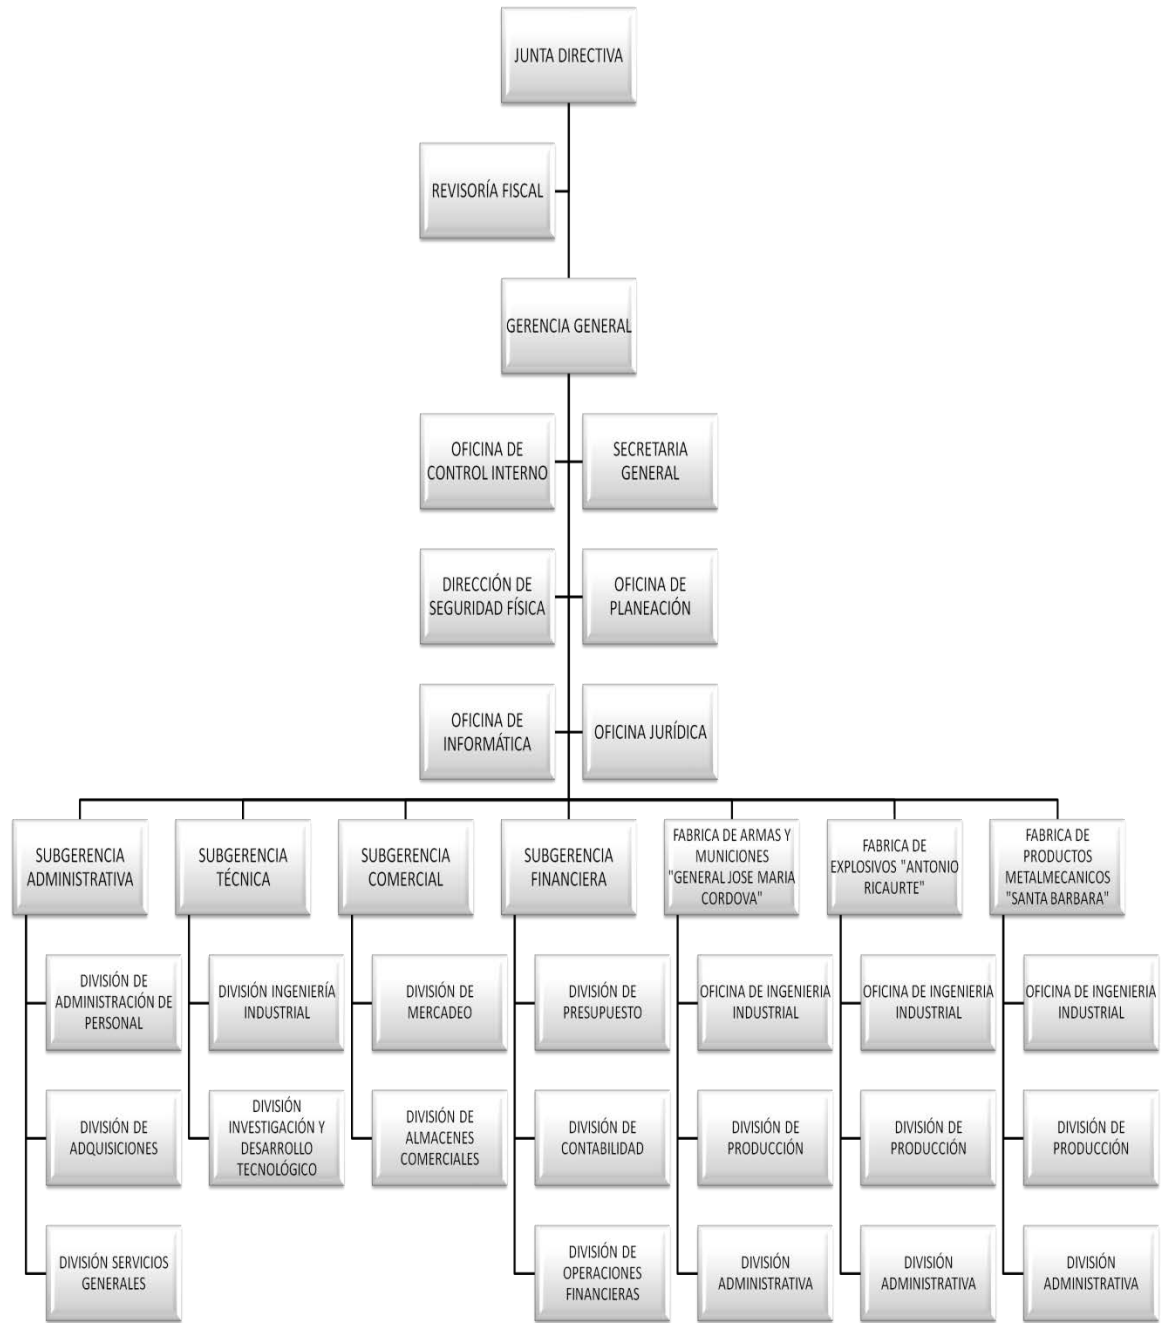 JUNTA DIRECTIVA
REVISORÍA FISCAL
GERENCIA GENERAL
OFICINA DE
CONTROL INTERNO
SECRETARIA
GENERAL
DIRECCIÓN DE
SEGURIDAD FÍSICA
OFICINA DE
PLANEACIÓN
OFICINA DE
INFORMÁTICA
OFICINA JURÍDICA
SUBGERENCIA
ADMINISTRATIVA
SUBGERENCIA
TÉCNICA
SUBGERENCIA
COMERCIAL
SUBGERENCIA
FINANCIERA
FABRICA DE ARMAS Y
MUNICIONES
"GENERAL JOSE MARIA
CORDOVA"
FABRICA DE
EXPLOSIVOS "ANTONIO
RICAURTE"
FABRICA DE
PRODUCTOS
METALMECANICOS
"SANTA BARBARA"
DIVISIÓN DE
ADMINISTRACIÓN DE
PERSONAL
DIVISIÓN INGENIERÍA
INDUSTRIAL
DIVISIÓN DE
MERCADEO
DIVISIÓN DE
PRESUPUESTO
OFICINA DE INGENIERIA
INDUSTRIAL
OFICINA DE INGENIERIA
INDUSTRIAL
OFICINA DE INGENIERIA
INDUSTRIAL
DIVISIÓN DE
ADQUISICIONES
DIVISIÓN
INVESTIGACIÓN Y
DESARROLLO
TECNOLÓGICO
DIVISIÓN DE
ALMACENES
COMERCIALES
DIVISIÓN DE
CONTABILIDAD
DIVISIÓN DE
PRODUCCIÓN
DIVISIÓN DE
PRODUCCIÓN
DIVISIÓN DE
PRODUCCIÓN
DIVISIÓN SERVICIOS
GENERALES
DIVISIÓN DE
OPERACIONES
FINANCIERAS
DIVISIÓN
ADMINISTRATIVA
DIVISIÓN
ADMINISTRATIVA
DIVISIÓN
ADMINISTRATIVA